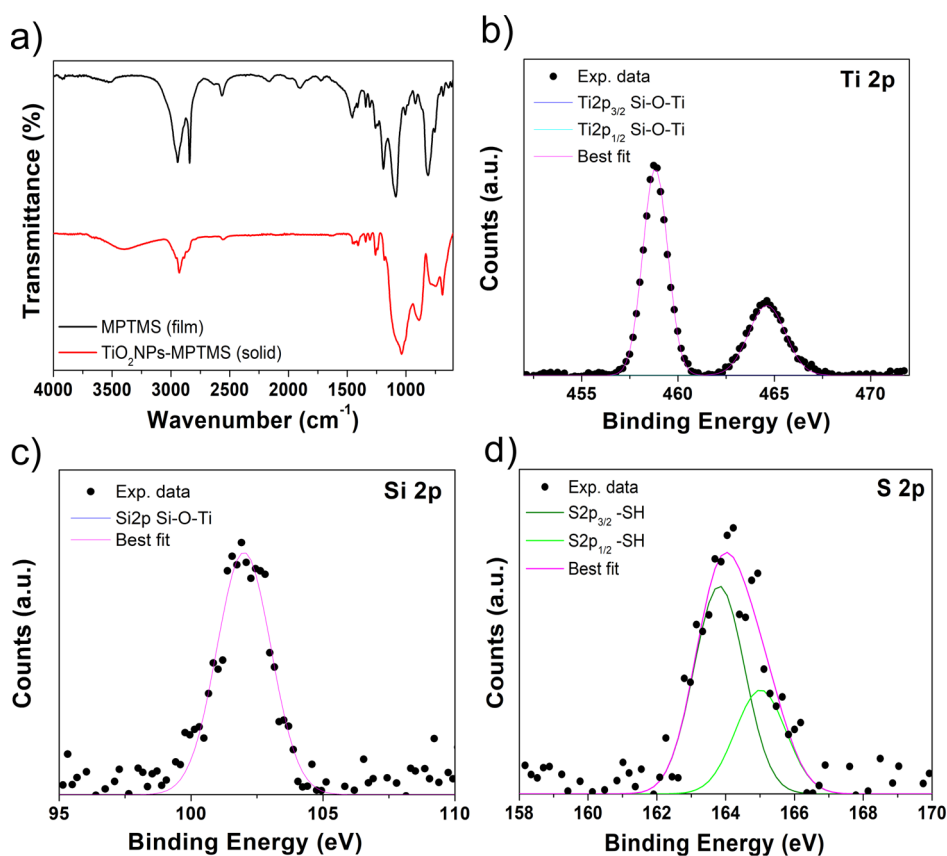 a)
Transmittance (%)
MPTMS (film)
TiO₂NPs-MPTMS (solid)
4000 3500 3000 2500 2000 1500 1000
Wavenumber (cm⁻¹)
b)
Ti 2p
Exp. data
Ti2p₃/₂ Si-O-Ti
Ti2p₁/₂ Si-O-Ti
Best fit
Counts (a.u.)
455 460 465 470
Binding Energy (eV)
c)
Si 2p
Exp. data
Si2p Si-O-Ti
Best fit
Counts (a.u.)
95 100 105 110
Binding Energy (eV)
d)
S 2p
Exp. data
S2p₃/₂ -SH
S2p₁/₂ -SH
Best fit
Counts (a.u.)
158 160 162 164 166 168 170
Binding Energy (eV)